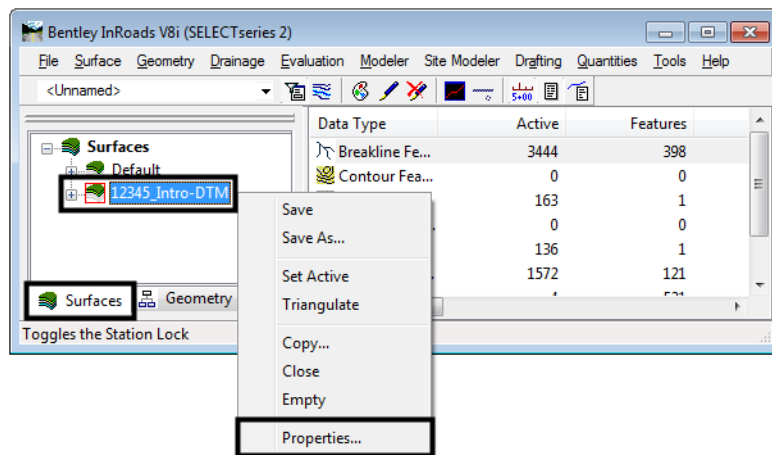 Bentley InRoads V8i (SELECTseries 2)
File Surface Geometry Drainage Evaluation Modeler Site Modeler Drafting Quantities Tools Help
<Unnamed>
5+00
Data Type Active Features
Surfaces
Breakline Fe... 3444 398
Default
Contour Fea... 0 0
12345_Intro-DTM
163 1
0 0
136 1
1572 121
Surfaces Geometry
Toggles the Station Lock
Save
Save As...
Set Active
Triangulate
Copy...
Close
Empty
Properties...